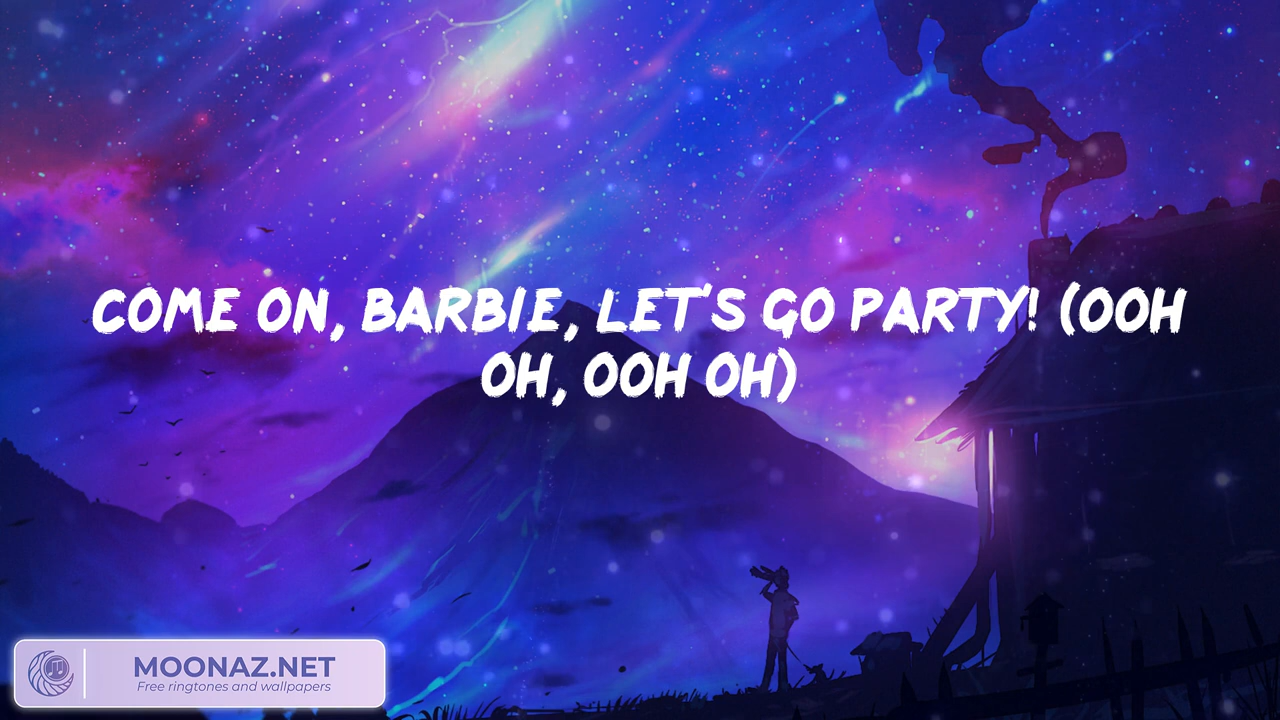 COME ON, BARBIE, LET'S GO PARTY! (OOH
OH, OOH OH)
MOONAZ.NET
Free ringtones and wallpapers